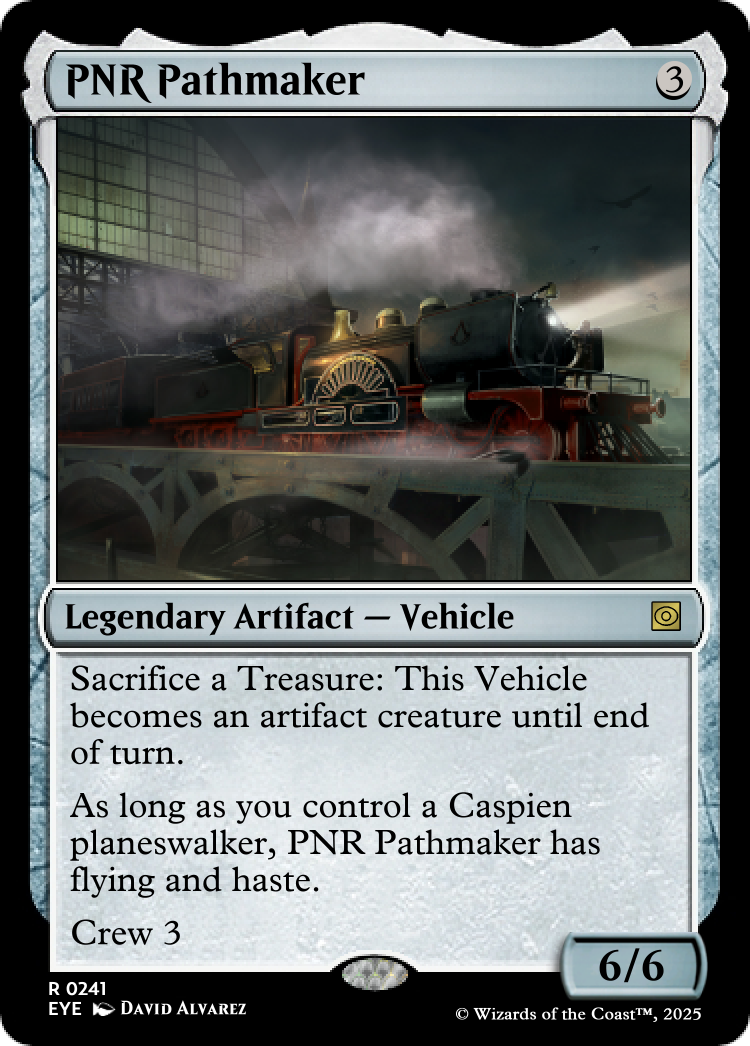 PNR Pathmaker
3
Legendary Artifact — Vehicle
Sacrifice a Treasure: This Vehicle
becomes an artifact creature until end
of turn.
As long as you control a Caspien
planeswalker, PNR Pathmaker has
flying and haste.
Crew 3
6/6
R 0241
EYE DAVID ALVAREZ
© Wizards of the Coast™, 2025